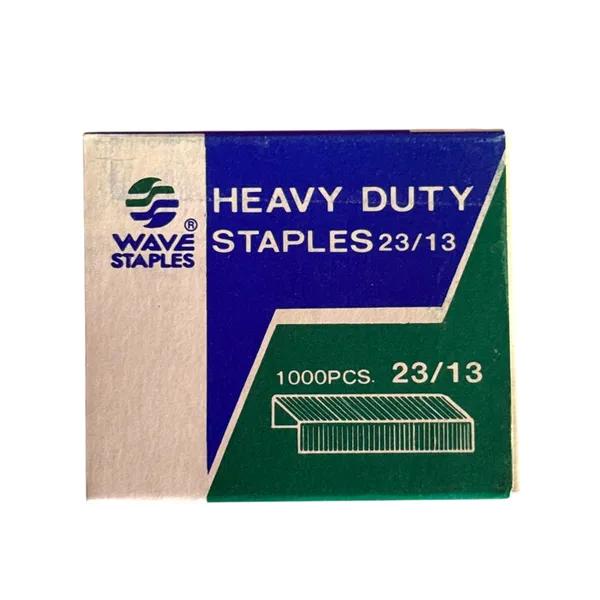 WAVE®
STAPLES
HEAVY DUTY
STAPLES 23/13
1000PCS. 23/13